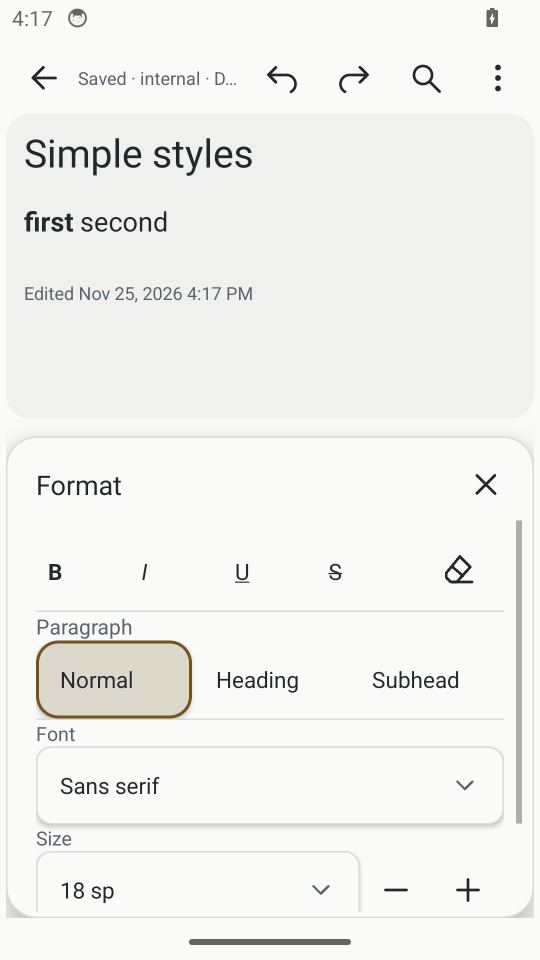 4:17
Saved · internal · D…
Simple styles
first second
Edited Nov 25, 2026 4:17 PM
Format
B I U S
Paragraph
Normal Heading Subhead
Font
Sans serif
Size
18 sp